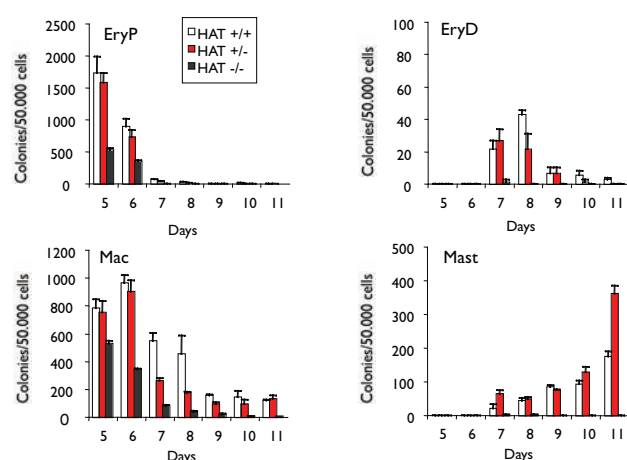 EryP
HAT +/+
HAT +/-
HAT -/-
Colonies/50.000 cells
2500
2000
1500
1000
500
0
5 6 7 8 9 10 11
Days
EryD
Colonies/50.000 cells
100
80
60
40
20
0
5 6 7 8 9 10 11
Days
Mac
Colonies/50.000 cells
1200
1000
800
600
400
200
0
5 6 7 8 9 10 11
Days
Mast
Colonies/50.000 cells
500
400
300
200
100
0
5 6 7 8 9 10 11
Days